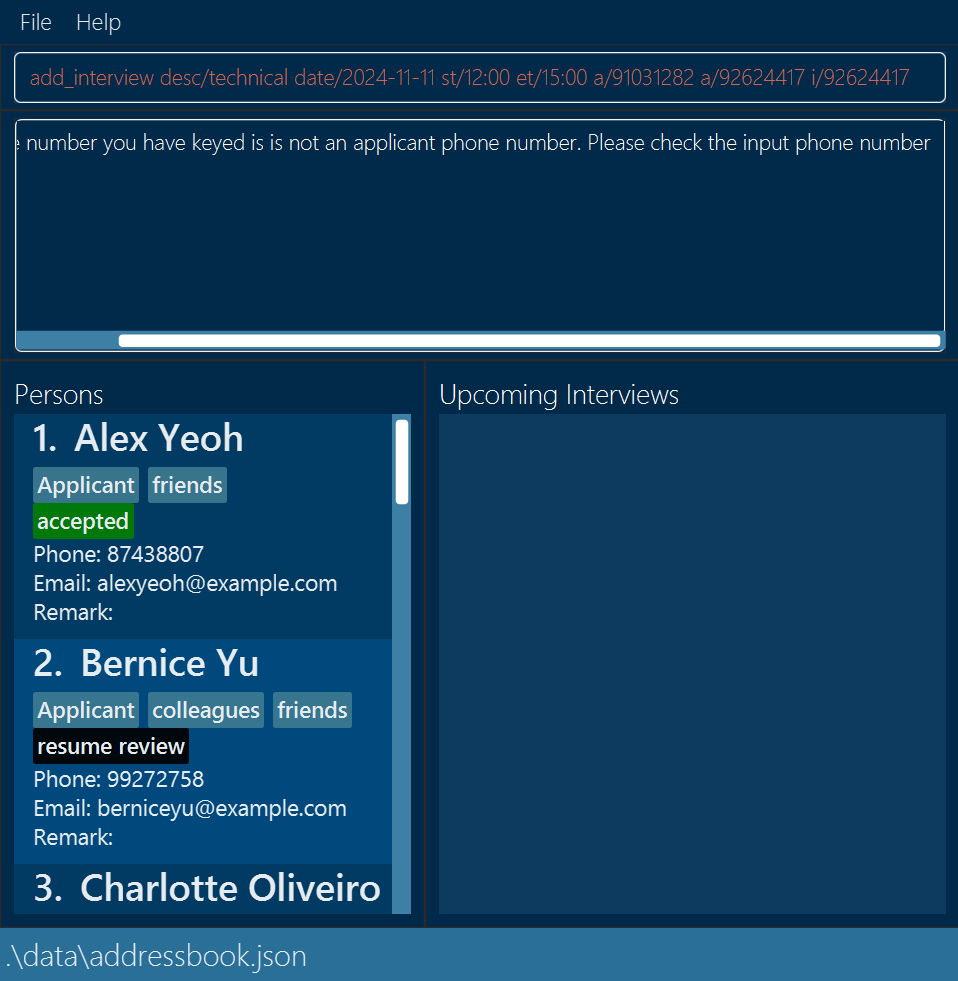 File Help
add_interview desc/technical date/2024-11-11 st/12:00 et/15:00 a/91031282 a/92624417 i/92624417
number you have keyed is is not an applicant phone number. Please check the input phone number
Persons
Upcoming Interviews
1. Alex Yeoh
Applicant friends
accepted
Phone: 87438807
Email: alexyeoh@example.com
Remark:
2. Bernice Yu
Applicant colleagues friends
resume review
Phone: 99272758
Email: berniceyu@example.com
Remark:
3. Charlotte Oliveiro
.\data\addressbook.json